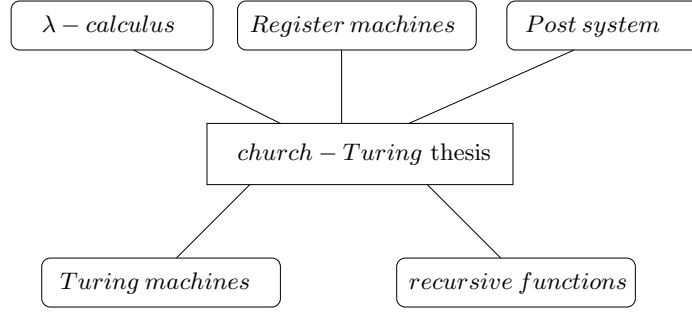 λ − calculus
Register machines
Post system
church − Turing thesis
Turing machines
recursive functions